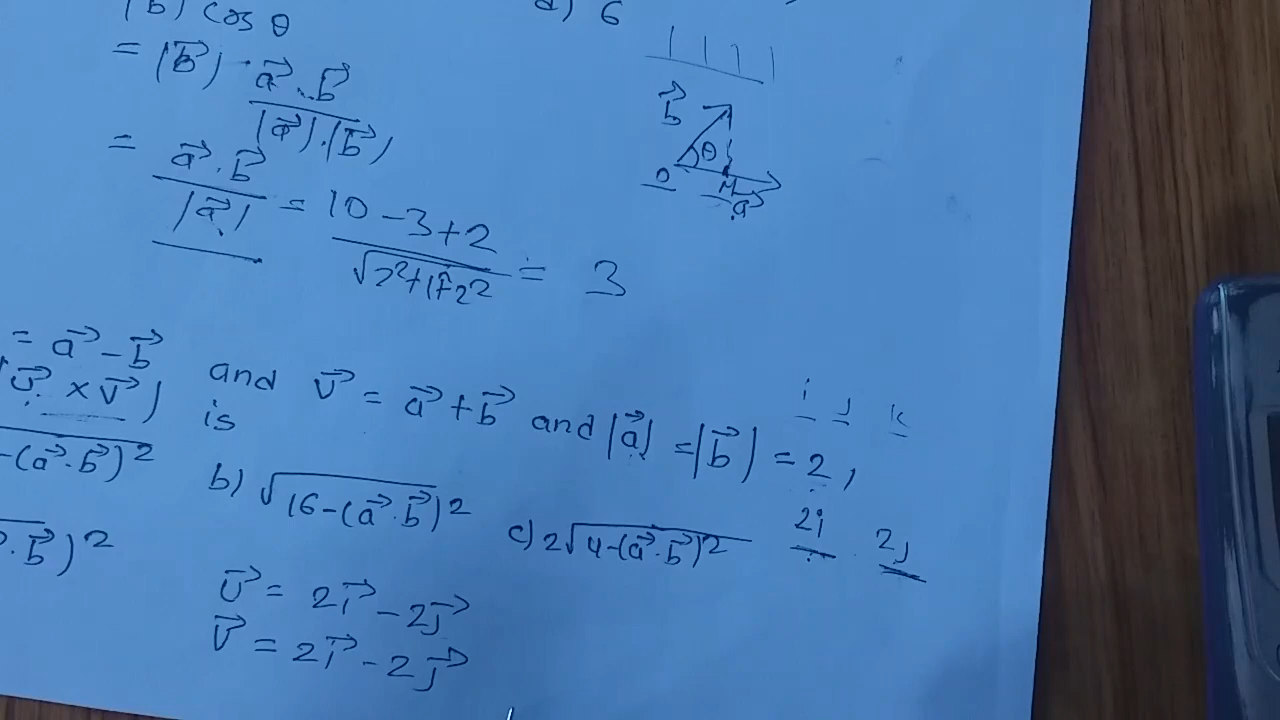 |b⃗| cos θ
d) 6
= |b⃗| · a⃗.b⃗ / |a⃗|.|b⃗|
= a⃗.b⃗ / |a⃗| = 10-3+2 / √2²+1²+2² = 3
b⃗
θ
O M
a⃗
= a⃗ - b⃗ and v⃗ = a⃗ + b⃗ and |a⃗| = |b⃗| = 2,
|u⃗ × v⃗| is
i j k
-(a⃗.b⃗)²
b) √16-(a⃗.b⃗)²
c) 2√4-(a⃗.b⃗)²
2i 2j
.b⃗)²
u⃗ = 2i⃗ - 2j⃗
v⃗ = 2i⃗ - 2j⃗